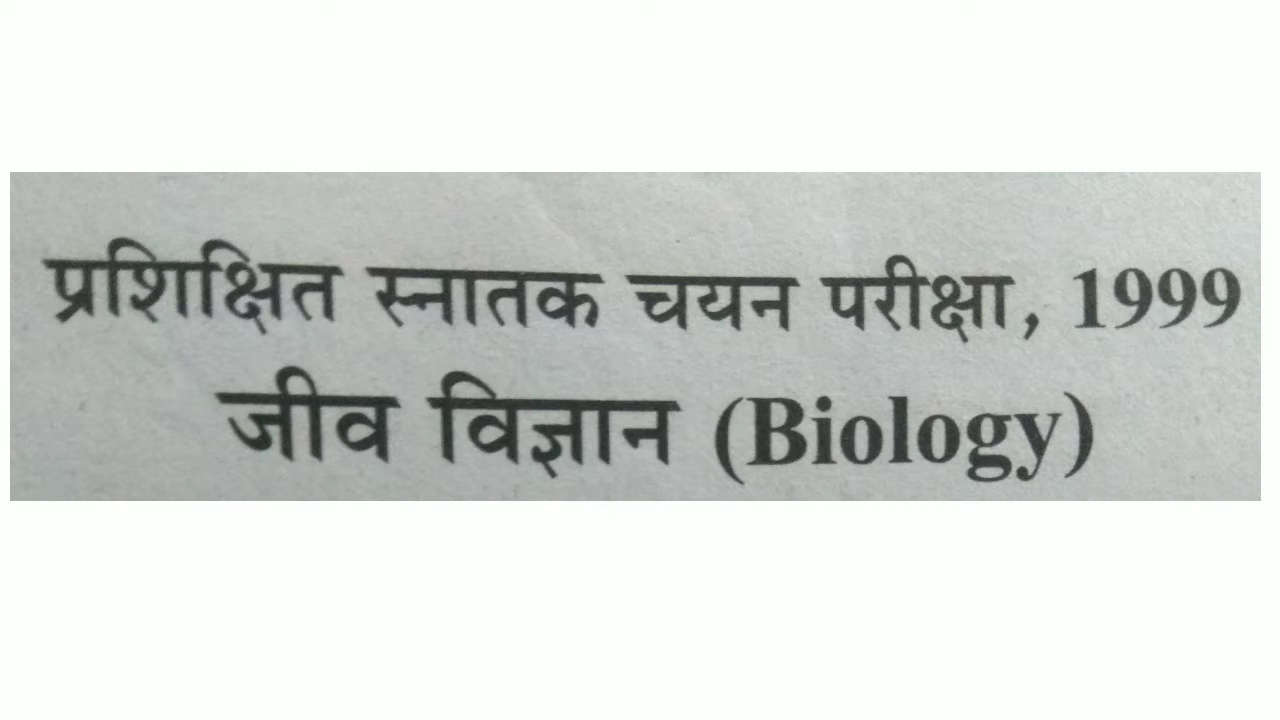 प्रशिक्षित स्नातक चयन परीक्षा, 1999
जीव विज्ञान (Biology)